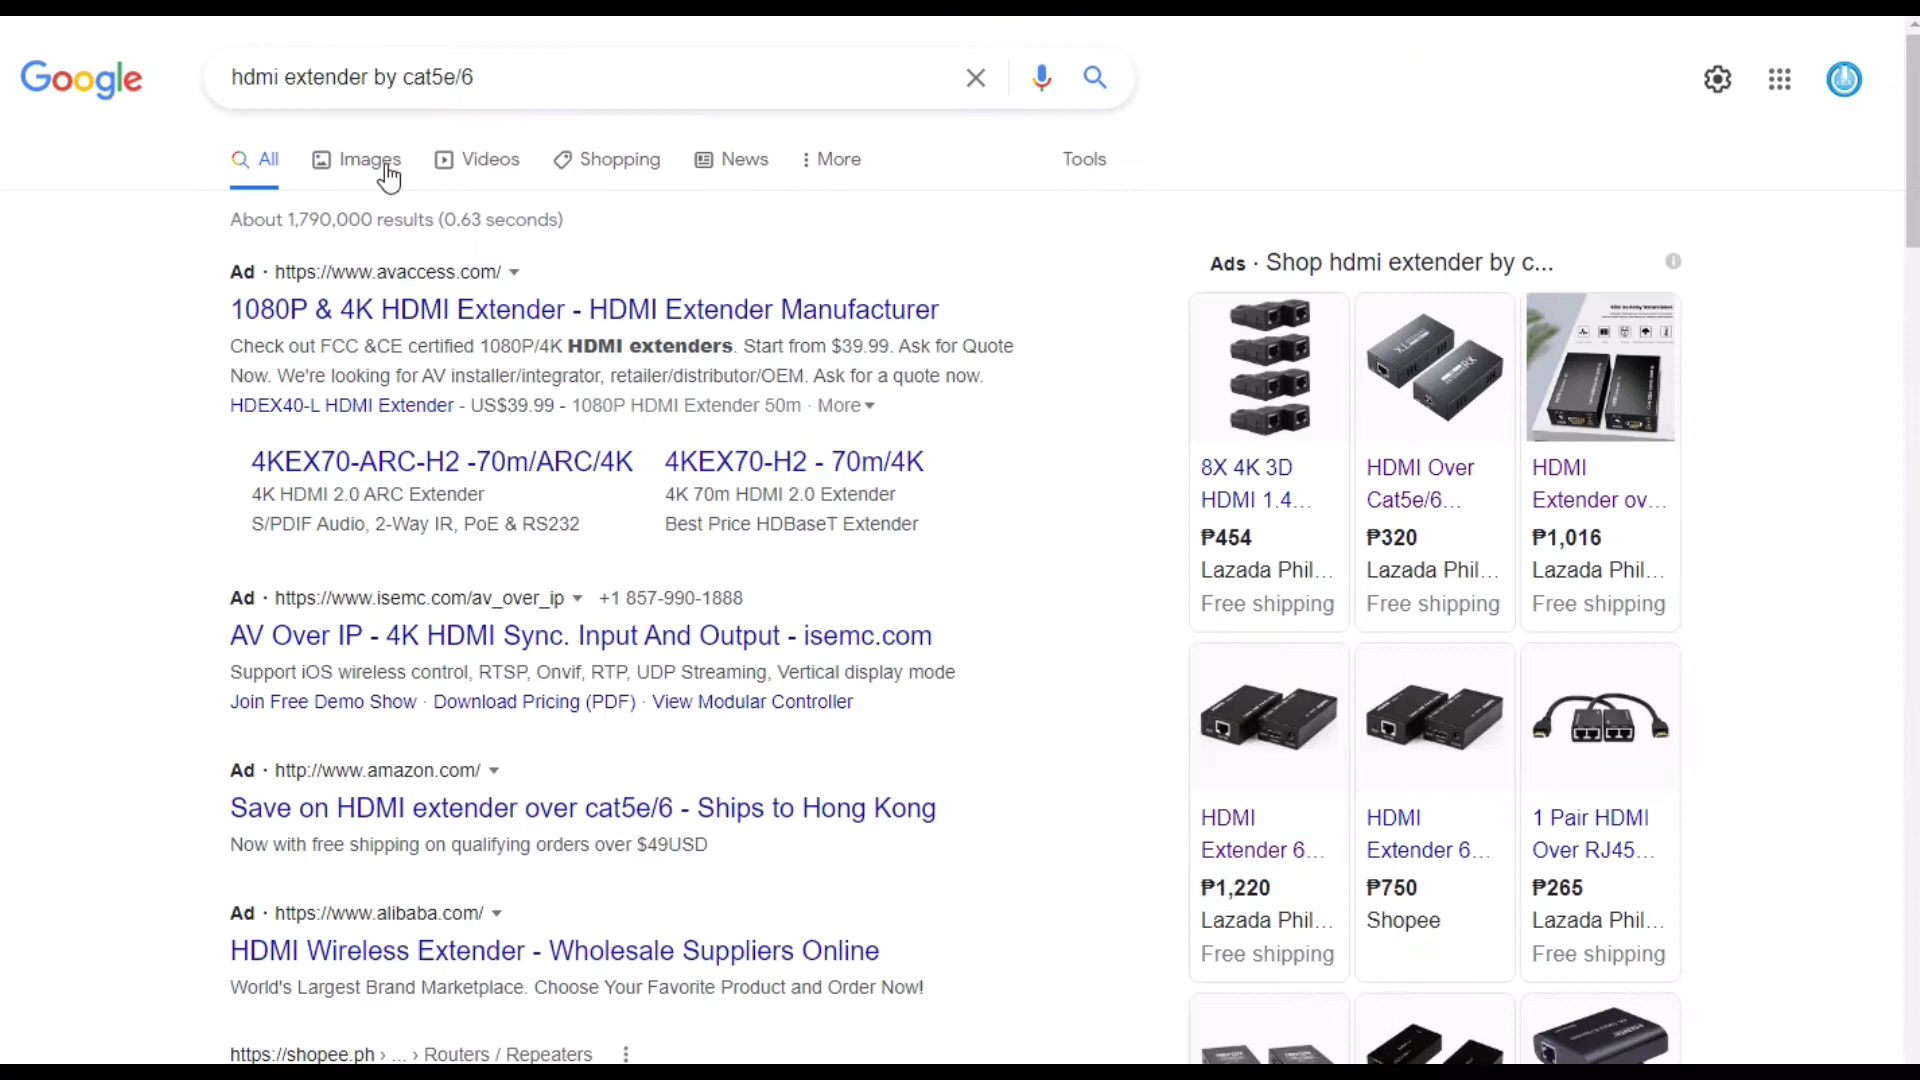 Google
hdmi extender by cat5e/6
All
Images
Videos
Shopping
News
More
Tools
About 1,790,000 results (0.63 seconds)
Ad · https://www.avaccess.com/
1080P & 4K HDMI Extender - HDMI Extender Manufacturer
Check out FCC &CE certified 1080P/4K HDMI extenders. Start from $39.99. Ask for Quote
Now. We're looking for AV installer/integrator, retailer/distributor/OEM. Ask for a quote now.
HDEX40-L HDMI Extender - US$39.99 - 1080P HDMI Extender 50m · More
4KEX70-ARC-H2 -70m/ARC/4K
4K HDMI 2.0 ARC Extender
S/PDIF Audio, 2-Way IR, PoE & RS232
4KEX70-H2 - 70m/4K
4K 70m HDMI 2.0 Extender
Best Price HDBaseT Extender
Ad · https://www.isemc.com/av_over_ip +1 857-990-1888
AV Over IP - 4K HDMI Sync. Input And Output - isemc.com
Support iOS wireless control, RTSP, Onvif, RTP, UDP Streaming, Vertical display mode
Join Free Demo Show · Download Pricing (PDF) · View Modular Controller
Ad · http://www.amazon.com/
Save on HDMI extender over cat5e/6 - Ships to Hong Kong
Now with free shipping on qualifying orders over $49USD
Ad · https://www.alibaba.com/
HDMI Wireless Extender - Wholesale Suppliers Online
World's Largest Brand Marketplace. Choose Your Favorite Product and Order Now!
https://shopee.ph › ... › Routers / Repeaters
Ads · Shop hdmi extender by c...
8X 4K 3D
HDMI 1.4...
₱454
Lazada Phil...
Free shipping
HDMI Over
Cat5e/6...
₱320
Lazada Phil...
Free shipping
HDMI
Extender ov...
₱1,016
Lazada Phil...
Free shipping
HDMI
Extender 6...
₱1,220
Lazada Phil...
Free shipping
HDMI
Extender 6...
₱750
Shopee
1 Pair HDMI
Over RJ45...
₱265
Lazada Phil...
Free shipping